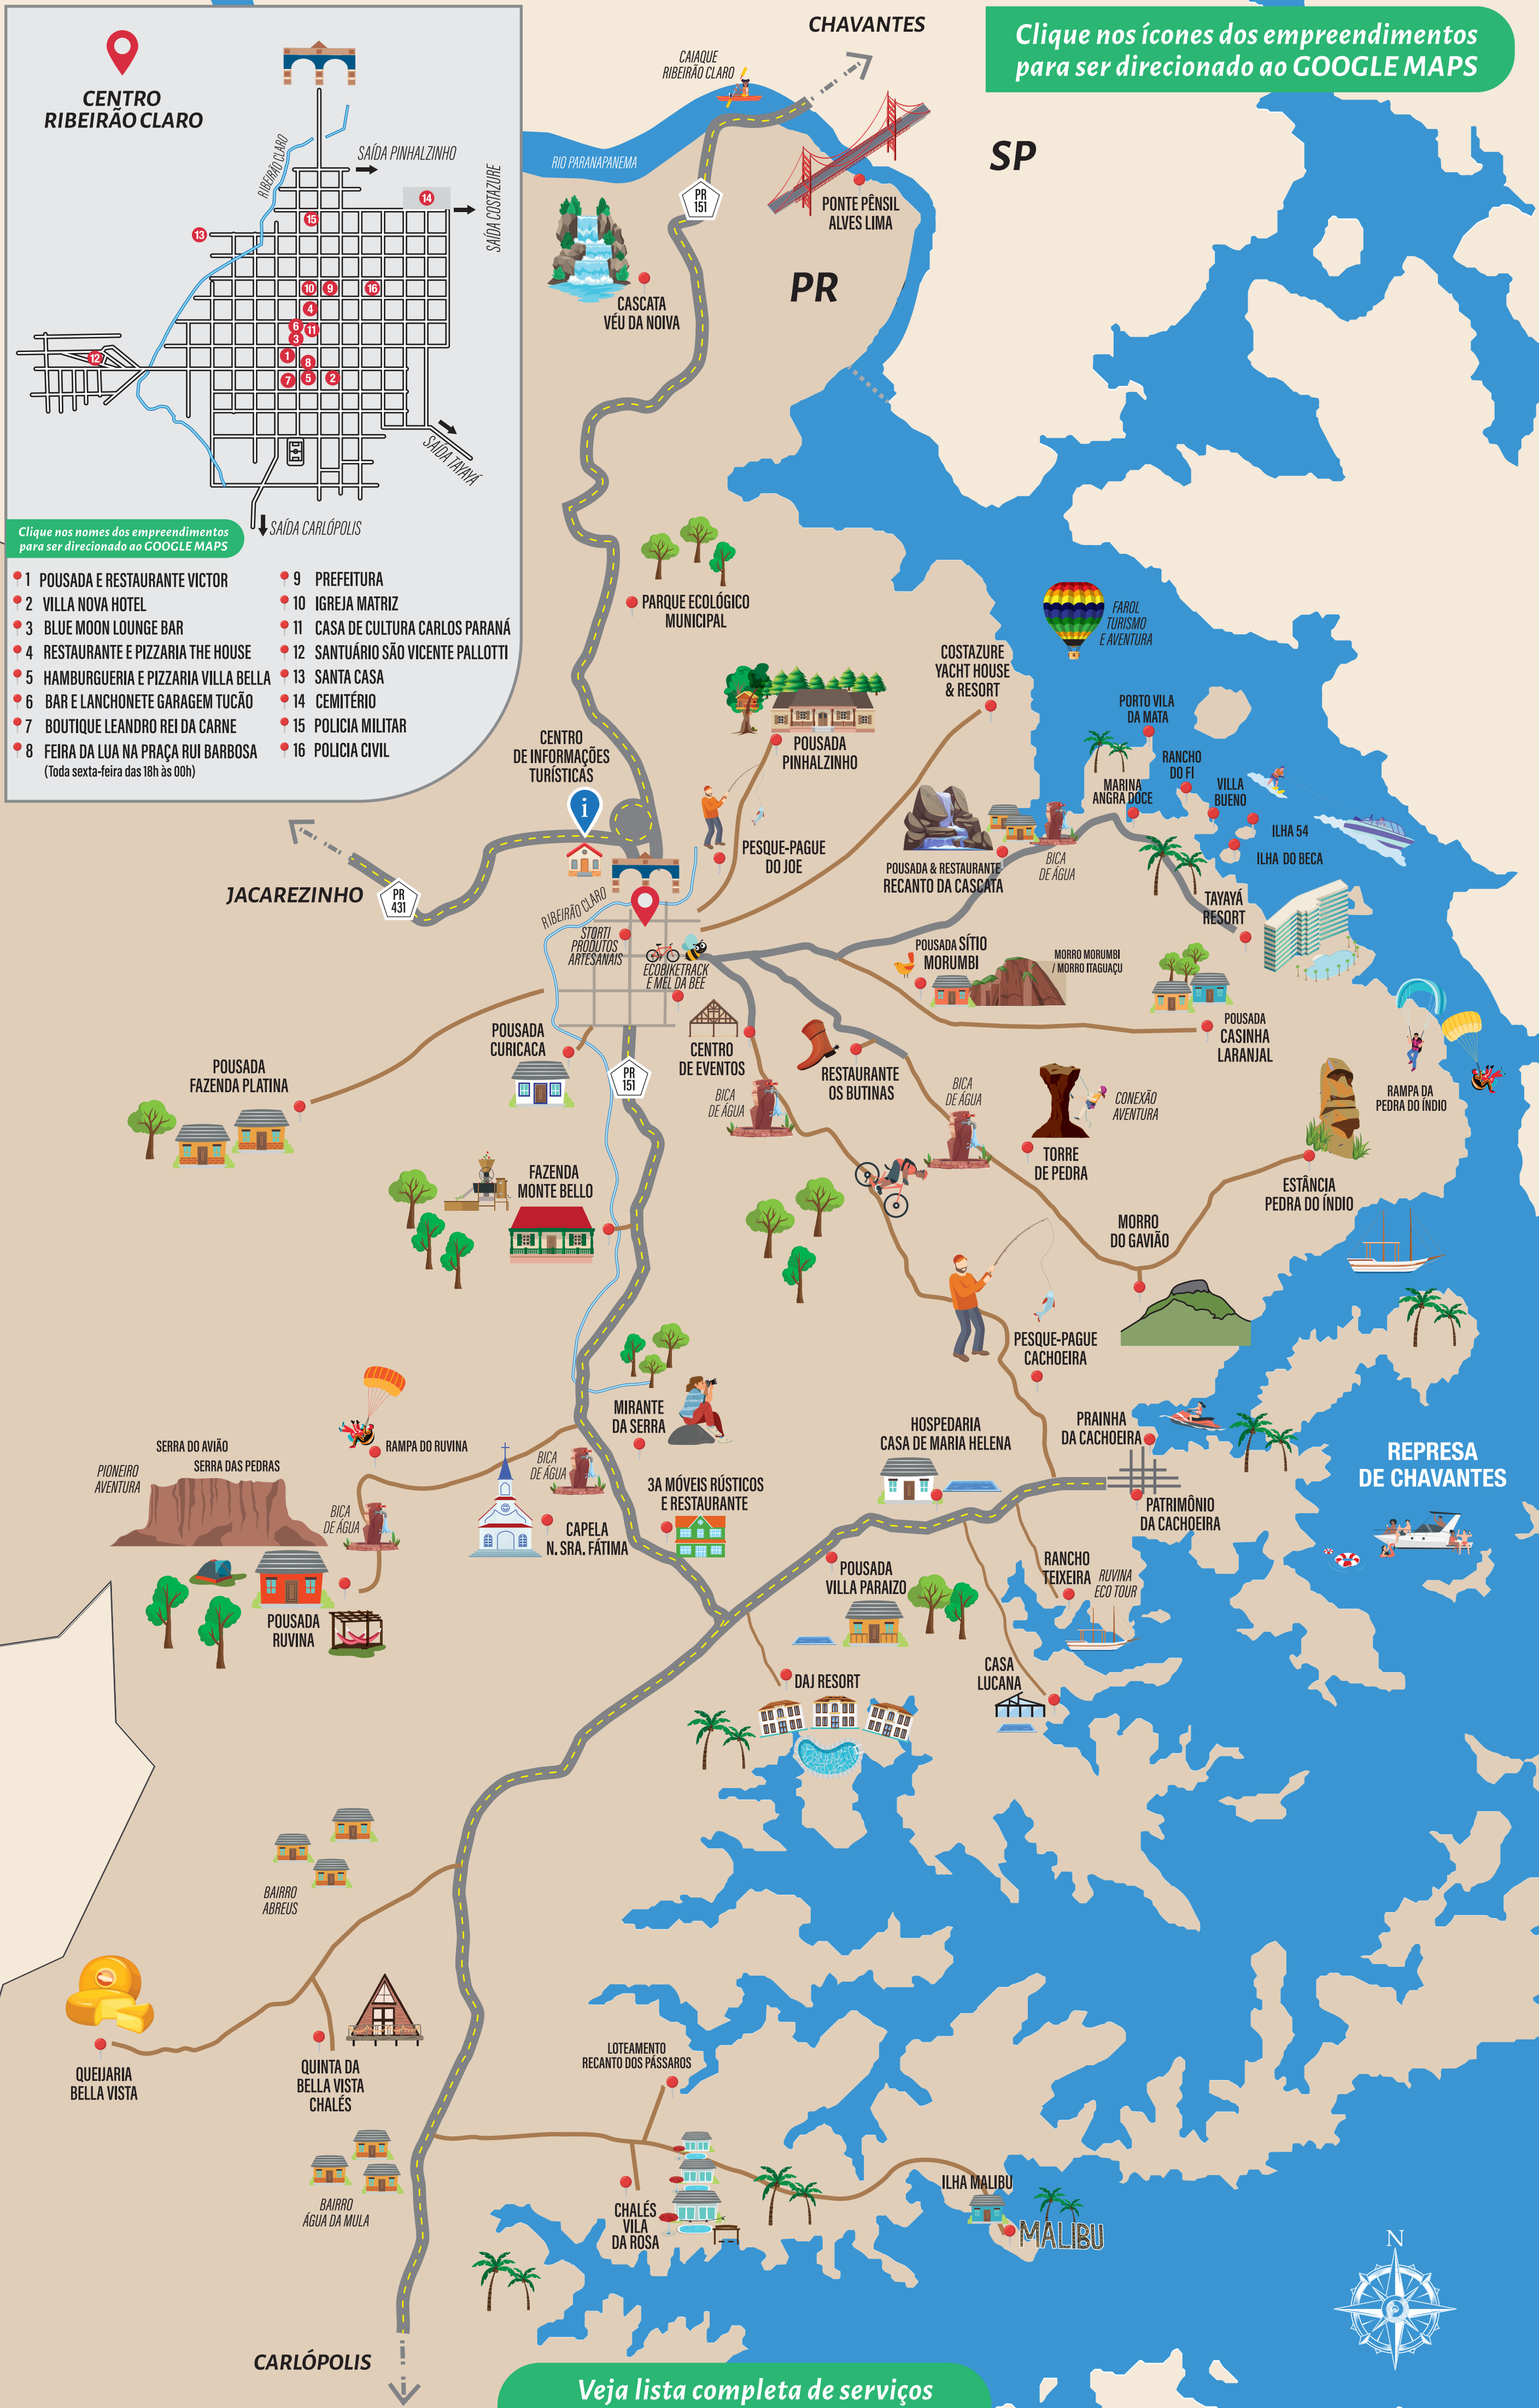 CENTRO
RIBEIRÃO CLARO
RIBEIRÃO CLARO
SAÍDA PINHALZINHO
SAÍDA COSTAZURE
14
15
13
10
9
16
4
6
11
3
12
1
8
7
5
2
SAÍDA TAYAYÁ
SAÍDA CARLÓPOLIS
Clique nos nomes dos empreendimentos
para ser direcionado ao GOOGLE MAPS
1 POUSADA E RESTAURANTE VICTOR
2 VILLA NOVA HOTEL
3 BLUE MOON LOUNGE BAR
4 RESTAURANTE E PIZZARIA THE HOUSE
5 HAMBURGUERIA E PIZZARIA VILLA BELLA
6 BAR E LANCHONETE GARAGEM TUCÃO
7 BOUTIQUE LEANDRO REI DA CARNE
8 FEIRA DA LUA NA PRAÇA RUI BARBOSA
(Toda sexta-feira das 18h às 00h)
9 PREFEITURA
10 IGREJA MATRIZ
11 CASA DE CULTURA CARLOS PARANÁ
12 SANTUÁRIO SÃO VICENTE PALLOTTI
13 SANTA CASA
14 CEMITÉRIO
15 POLICIA MILITAR
16 POLICIA CIVIL
CHAVANTES
Clique nos ícones dos empreendimentos
para ser direcionado ao GOOGLE MAPS
CAIAQUE
RIBEIRÃO CLARO
RIO PARANAPANEMA
SP
PR
151
PONTE PÊNSIL
ALVES LIMA
PR
CASCATA
VÉU DA NOIVA
PARQUE ECOLÓGICO
MUNICIPAL
FAROL
TURISMO
E AVENTURA
COSTAZURE
YACHT HOUSE
& RESORT
PORTO VILA
DA MATA
CENTRO
DE INFORMAÇÕES
TURÍSTICAS
i
POUSADA
PINHALZINHO
RANCHO
DO FI
MARINA
ANGRA DOCE
VILLA
BUENO
ILHA 54
ILHA DO BECA
PESQUE-PAGUE
DO JOE
POUSADA & RESTAURANTE
RECANTO DA CASCATA
BICA
DE ÁGUA
JACAREZINHO
PR
431
RIBEIRÃO CLARO
TAYAYÁ
RESORT
STORTI
PRODUTOS
ARTESANAIS
ECOBIKETRACK
E MEL DA BEE
POUSADA SÍTIO
MORUMBI
MORRO MORUMBI
/ MORRO ITAGUAÇU
POUSADA
CASINHA
LARANJAL
POUSADA
CURICACA
CENTRO
DE EVENTOS
PR
151
RESTAURANTE
OS BUTINAS
POUSADA
FAZENDA PLATINA
BICA
DE ÁGUA
BICA
DE ÁGUA
CONEXÃO
AVENTURA
RAMPA DA
PEDRA DO ÍNDIO
TORRE
DE PEDRA
FAZENDA
MONTE BELLO
ESTÂNCIA
PEDRA DO ÍNDIO
MORRO
DO GAVIÃO
PESQUE-PAGUE
CACHOEIRA
MIRANTE
DA SERRA
HOSPEDARIA
CASA DE MARIA HELENA
PRAINHA
DA CACHOEIRA
SERRA DO AVIÃO
SERRA DAS PEDRAS
RAMPA DO RUVINA
PIONEIRO
AVENTURA
BICA
DE ÁGUA
BICA
DE ÁGUA
REPRESA
DE CHAVANTES
3A MÓVEIS RÚSTICOS
E RESTAURANTE
PATRIMÔNIO
DA CACHOEIRA
CAPELA
N. SRA. FÁTIMA
POUSADA
VILLA PARAIZO
RANCHO
TEIXEIRA
RUVINA
ECO TOUR
POUSADA
RUVINA
CASA
LUCANA
DAJ RESORT
BAIRRO
ABREUS
QUEIJARIA
BELLA VISTA
QUINTA DA
BELLA VISTA
CHALÉS
LOTEAMENTO
RECANTO DOS PÁSSAROS
BAIRRO
ÁGUA DA MULA
CHALÉS
VILA
DA ROSA
ILHA MALIBU
MALIBU
N
CARLÓPOLIS
Veja lista completa de serviços